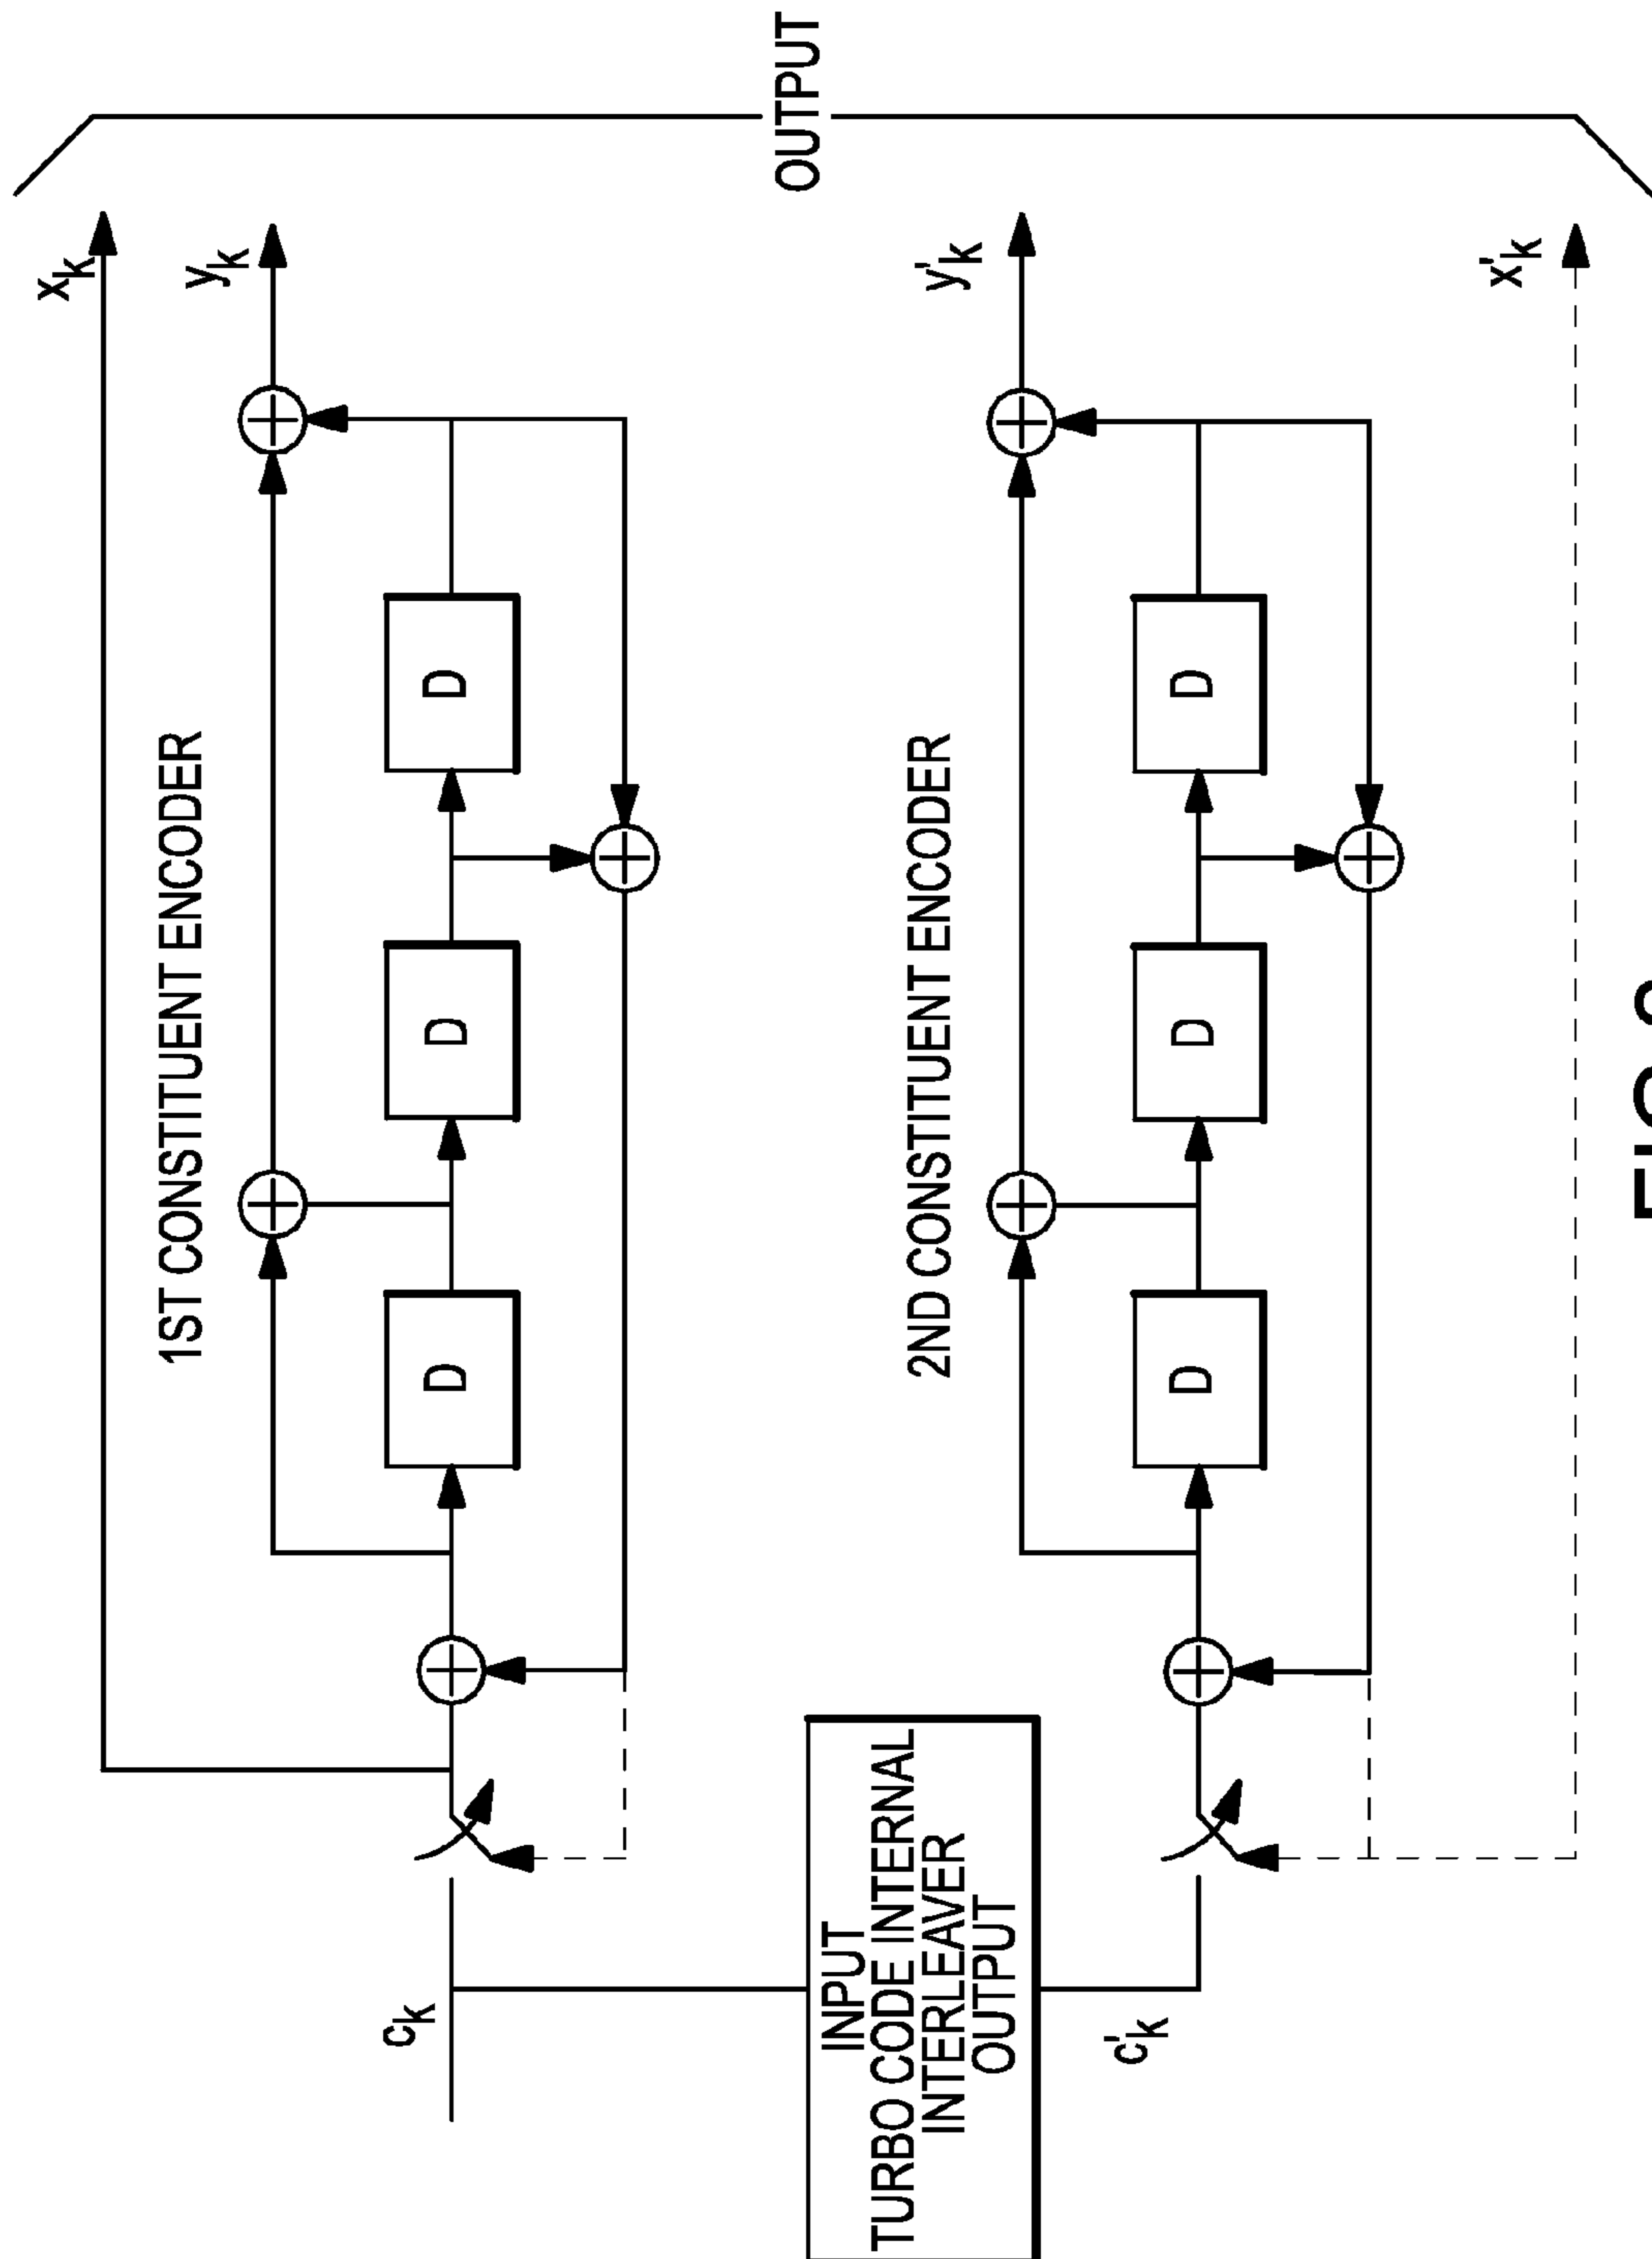 x_k
1ST CONSTITUENT ENCODER
y_k
D
D
D
OUTPUT
c_k
INPUT
TURBO CODE INTERNAL
INTERLEAVER
OUTPUT
2ND CONSTITUENT ENCODER
y'_k
D
D
D
c'_k
x'_k